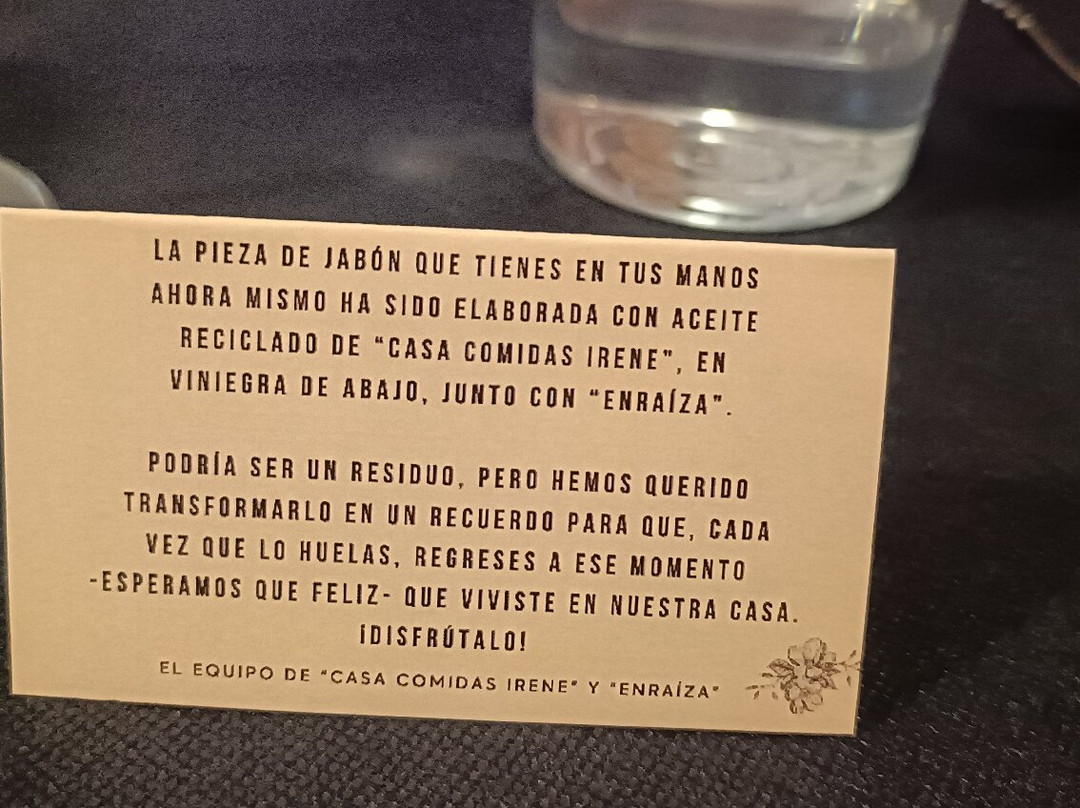 LA PIEZA DE JABÓN QUE TIENES EN TUS MANOS
AHORA MISMO HA SIDO ELABORADA CON ACEITE
RECICLADO DE “CASA COMIDAS IRENE”, EN
VINIEGRA DE ABAJO, JUNTO CON “ENRAÍZA”.
PODRÍA SER UN RESIDUO, PERO HEMOS QUERIDO
TRANSFORMARLO EN UN RECUERDO PARA QUE, CADA
VEZ QUE LO HUELAS, REGRESES A ESE MOMENTO
-ESPERAMOS QUE FELIZ- QUE VIVISTE EN NUESTRA CASA.
¡DISFRÚTALO!
EL EQUIPO DE "CASA COMIDAS IRENE" Y "ENRAÍZA"